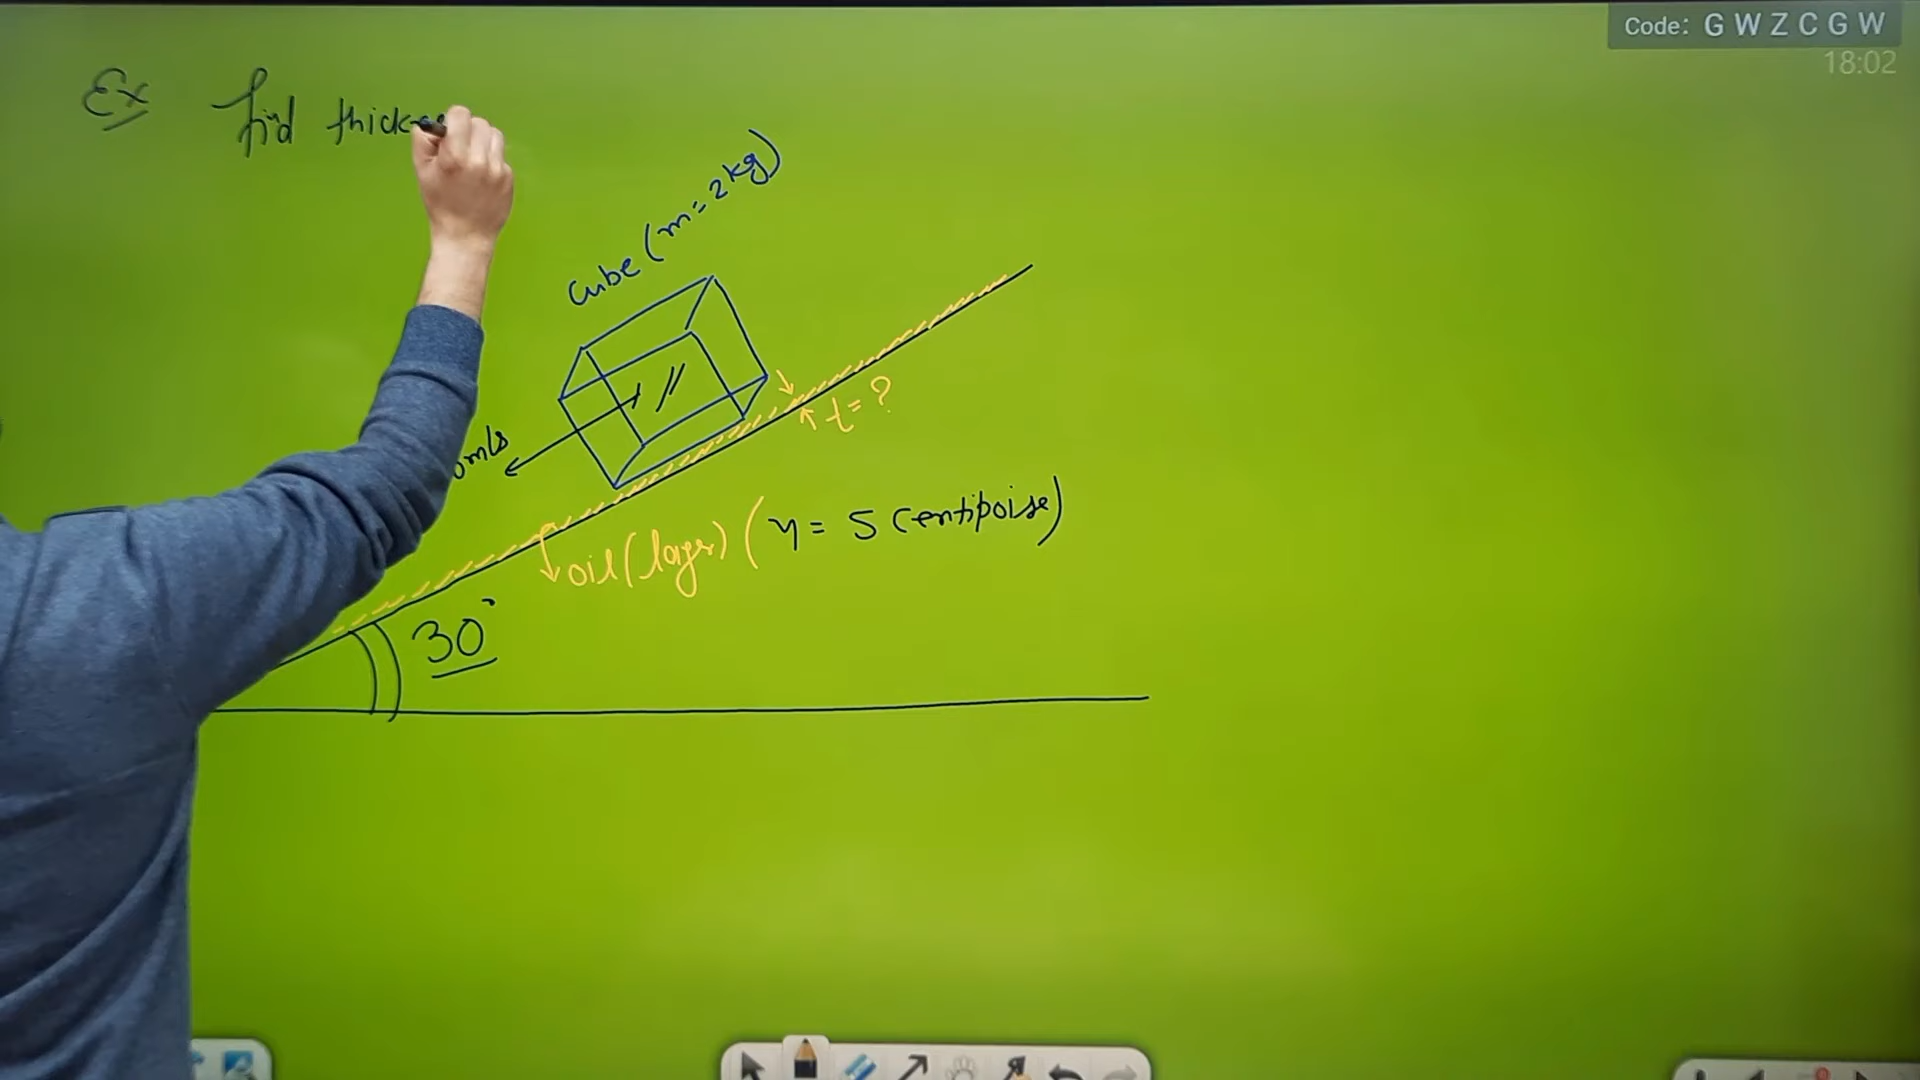 Code: G W Z C G W
18:02
Ex find thick
Cube (m = 2kg)
m/s
t = ?
oil (layer) (η = 5 centipoise)
30°